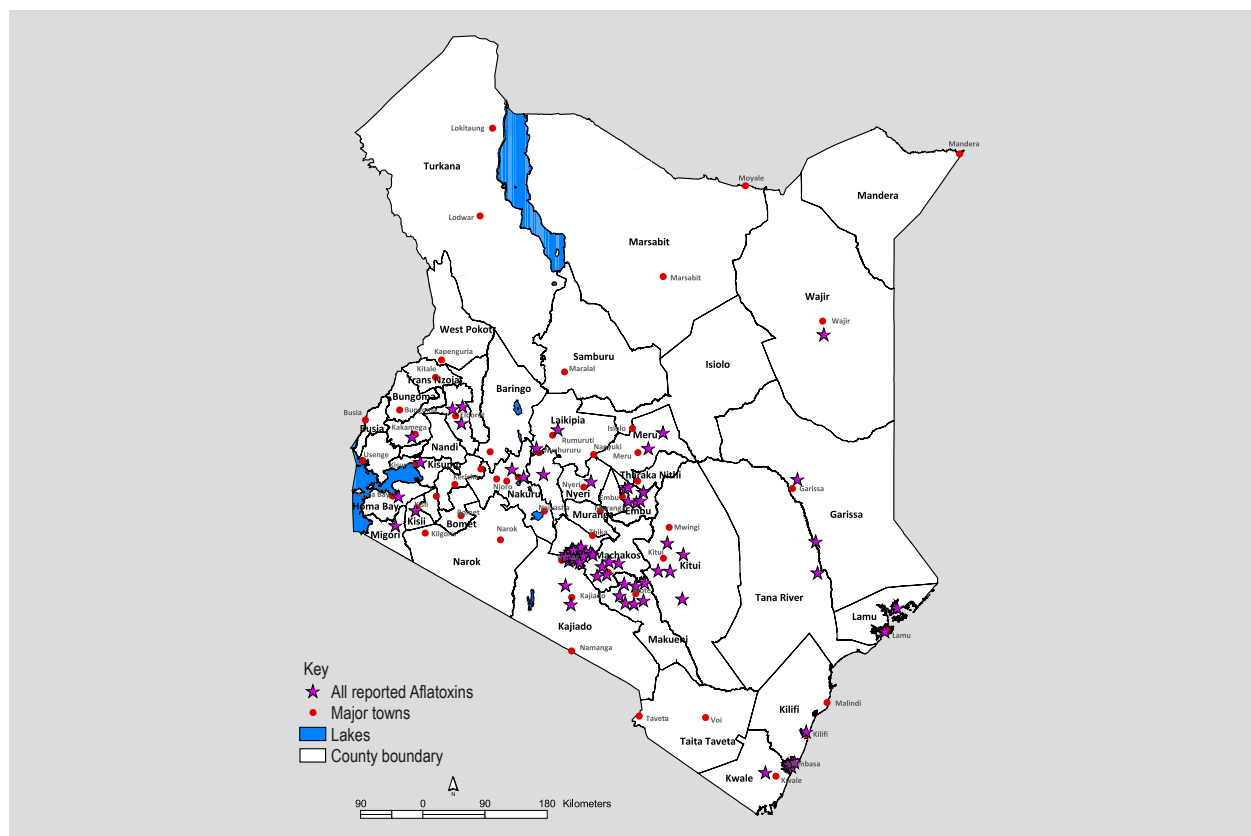 Lokitaung
Mandera
Turkana
Moyale
Mandera
Lodwar
Marsabit
Marsabit
Wajir
Wajir
West Pokot
Kapenguria
Samburu
Isiolo
Kitale
Maralal
Trans Nzoia
Baringo
Bungoma
Busia
Laikipia
Busia
Kakamega
Isiolo
Meru
Rumuruti
Nandi
Nanyuki
Usenge
Meru
Kisumu
Tharaka Nithi
Njoro
Nyeri
Nakuru
Nyeri
Embu
Garissa
Homa Bay
Embu
Muranga
Garissa
Kisii
Bomet
Bomet
Migori
Kilgoris
Narok
Thika
Mwingi
Narok
Machakos
Kitui
Kitui
Kajiado
Tana River
Lamu
Kajiado
Makueni
Lamu
Namanga
Key
All reported Aflatoxins
Major towns
Lakes
County boundary
Malindi
Kilifi
Taveta
Voi
Kilifi
Taita Taveta
Kwale
Kwale
N
90 0 90 180 Kilometers